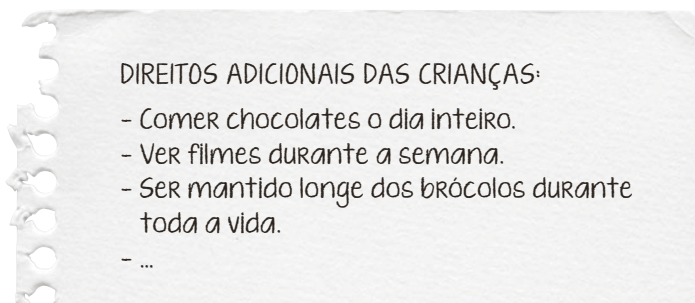 DIREITOS ADICIONAIS DAS CRIANÇAS:
- Comer chocolates o dia inteiro.
- Ver filmes durante a semana.
- Ser mantido longe dos brócolos durante
toda a vida.
- ...